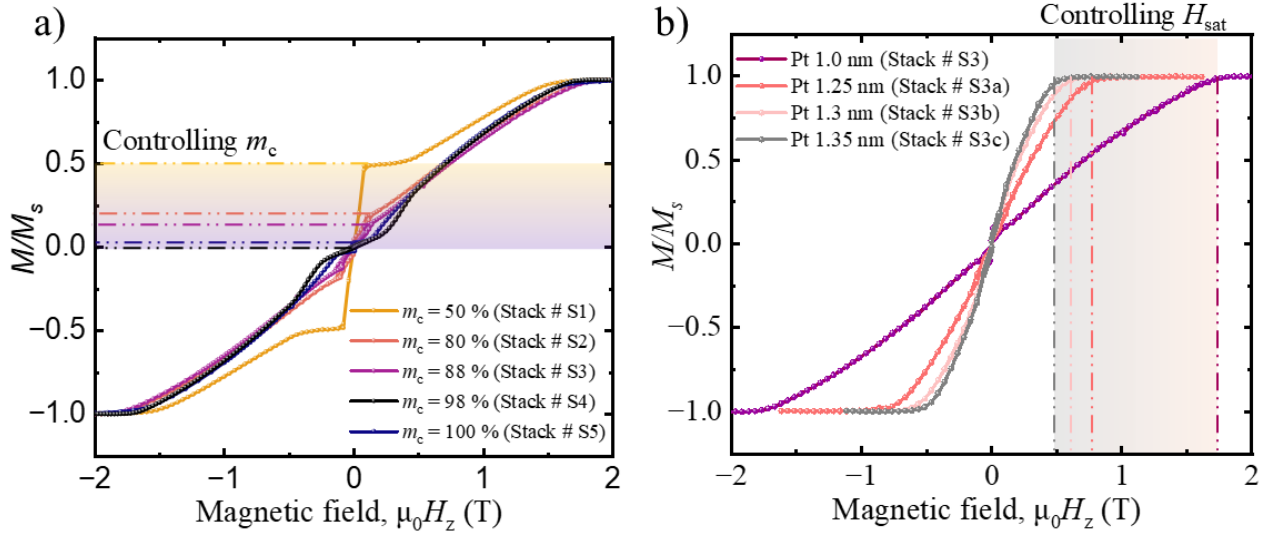 a)
Controlling m_c
M/M_s
1.0
0.5
0.0
−0.5
−1.0
m_c = 50 % (Stack # S1)
m_c = 80 % (Stack # S2)
m_c = 88 % (Stack # S3)
m_c = 98 % (Stack # S4)
m_c = 100 % (Stack # S5)
−2
−1
0
1
2
Magnetic field, μ₀H_z (T)
b)
Controlling H_sat
Pt 1.0 nm (Stack # S3)
Pt 1.25 nm (Stack # S3a)
Pt 1.3 nm (Stack # S3b)
Pt 1.35 nm (Stack # S3c)
M/M_s
1.0
0.5
0.0
−0.5
−1.0
−2
−1
0
1
2
Magnetic field, μ₀H_z (T)